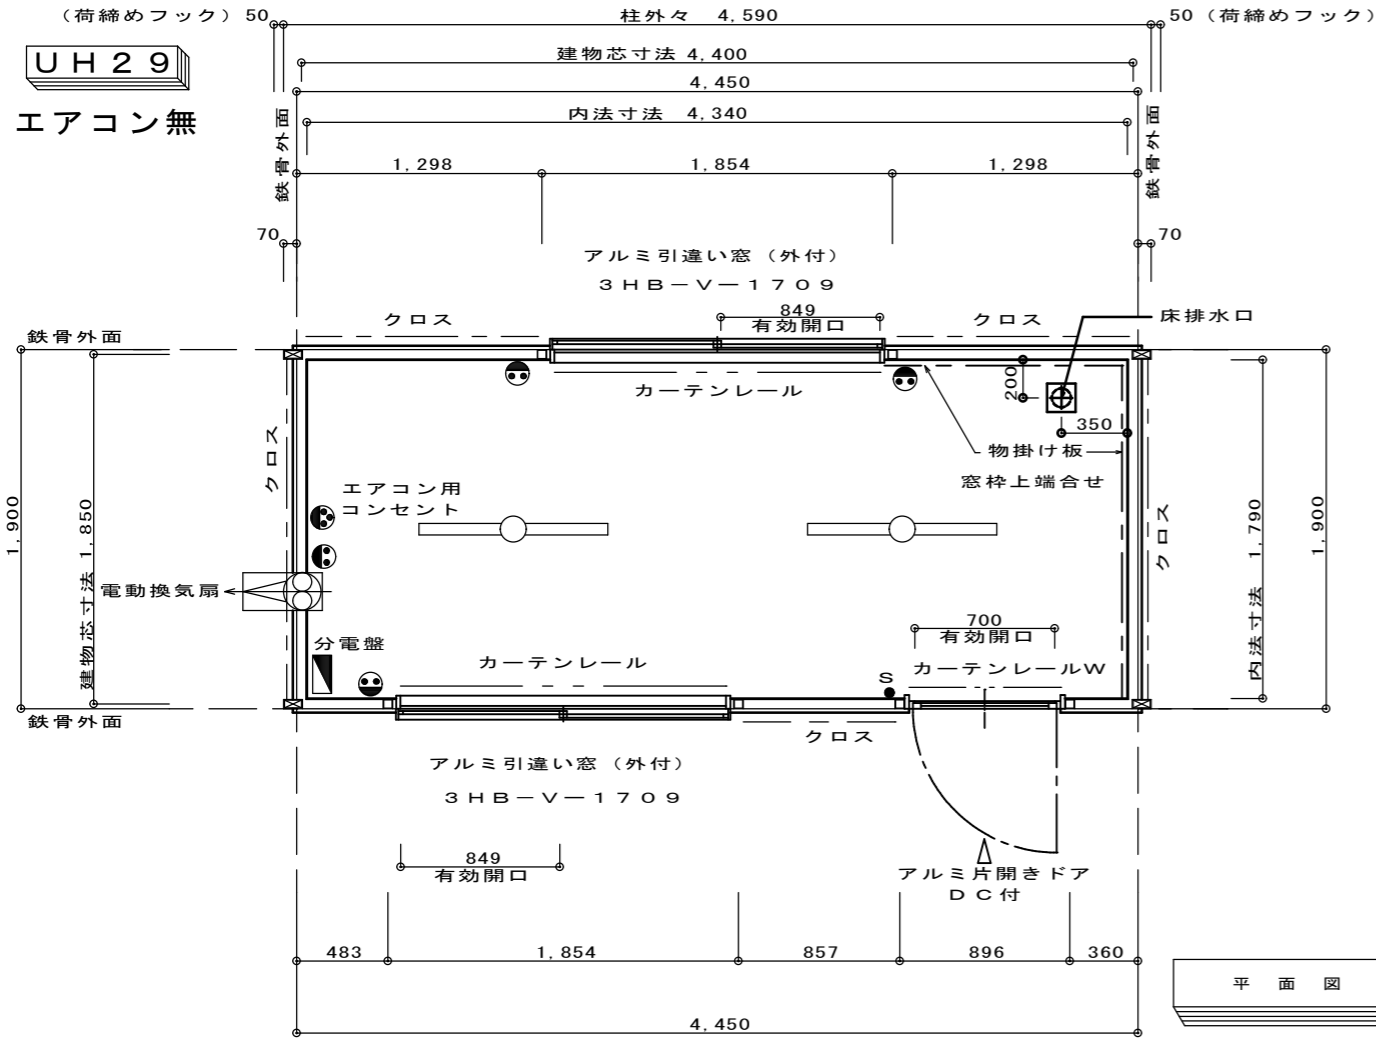 （荷締めフック）50
柱外々 4,590
50（荷締めフック）
UH29
建物芯寸法 4,400
4,450
エアコン無
内法寸法 4,340
鉄骨外面
鉄骨外面
1,298
1,854
1,298
70
70
アルミ引違い窓（外付）
3HB－V－1709
クロス
849
有効開口
クロス
床排水口
鉄骨外面
カーテンレール
200
350
クロス
物掛け板
窓枠上端合せ
エアコン用
コンセント
クロス
1,900
建物芯寸法 1,850
内法寸法 1,790
1,900
電動換気扇
700
有効開口
分電盤
カーテンレール
カーテンレールW
S
鉄骨外面
クロス
アルミ引違い窓（外付）
3HB－V－1709
849
有効開口
アルミ片開きドア
DC付
483
1,854
857
896
360
平面図
4,450